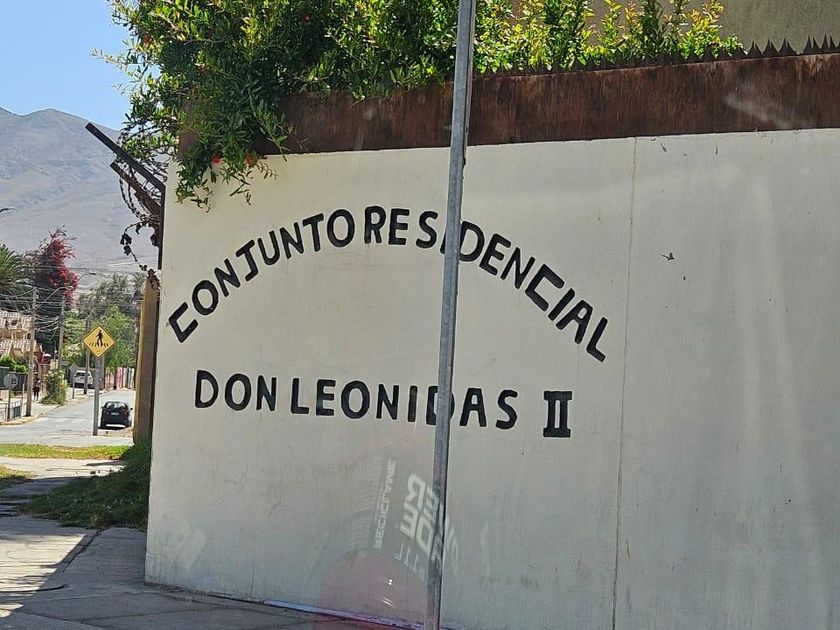 CONJUNTO RESIDENCIAL
DON LEONIDAS II